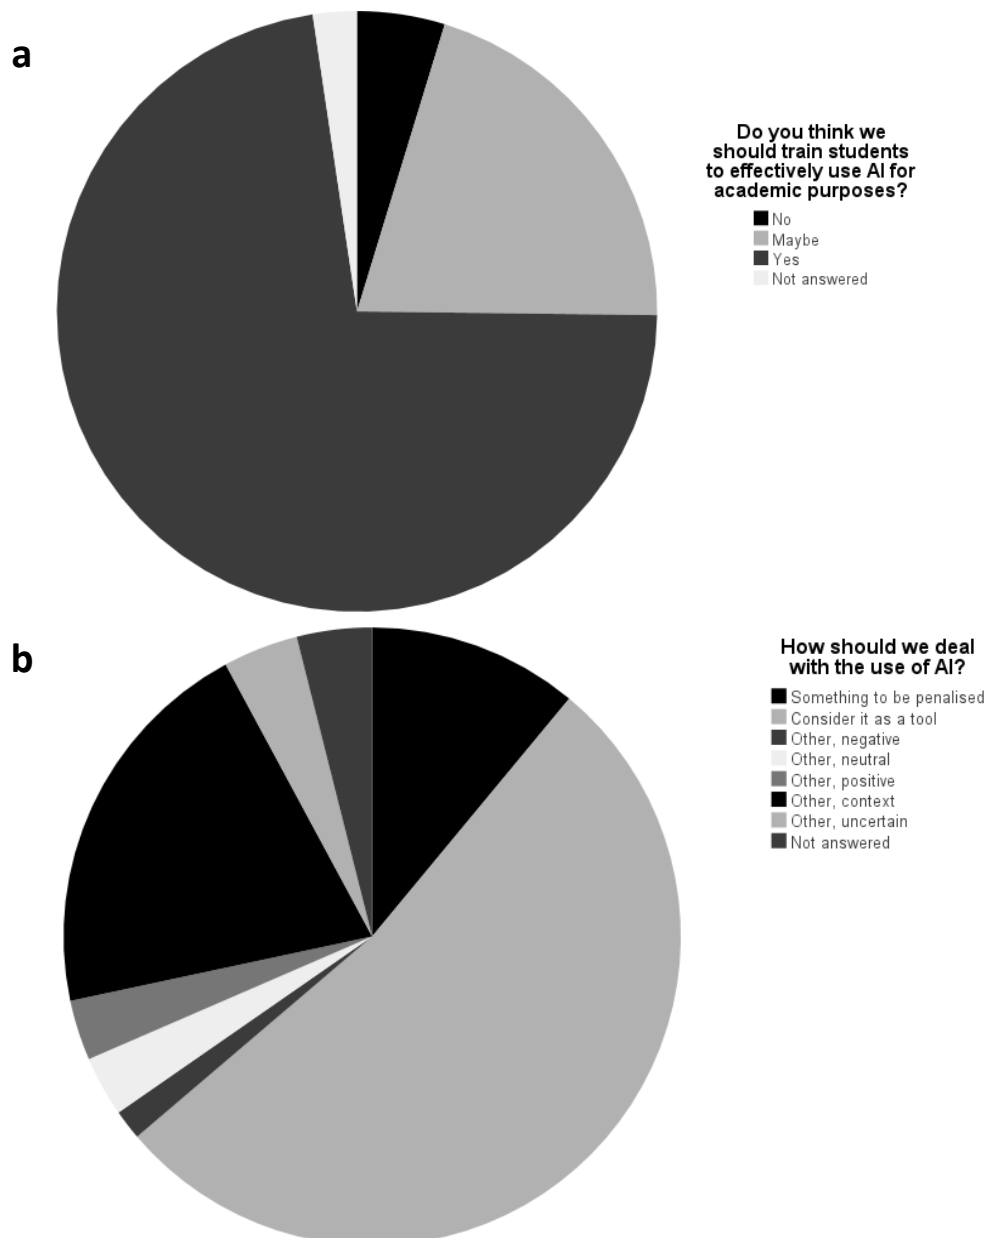 a
Do you think we
should train students
to effectively use AI for
academic purposes?
No
Maybe
Yes
Not answered
b
How should we deal
with the use of AI?
Something to be penalised
Consider it as a tool
Other, negative
Other, neutral
Other, positive
Other, context
Other, uncertain
Not answered